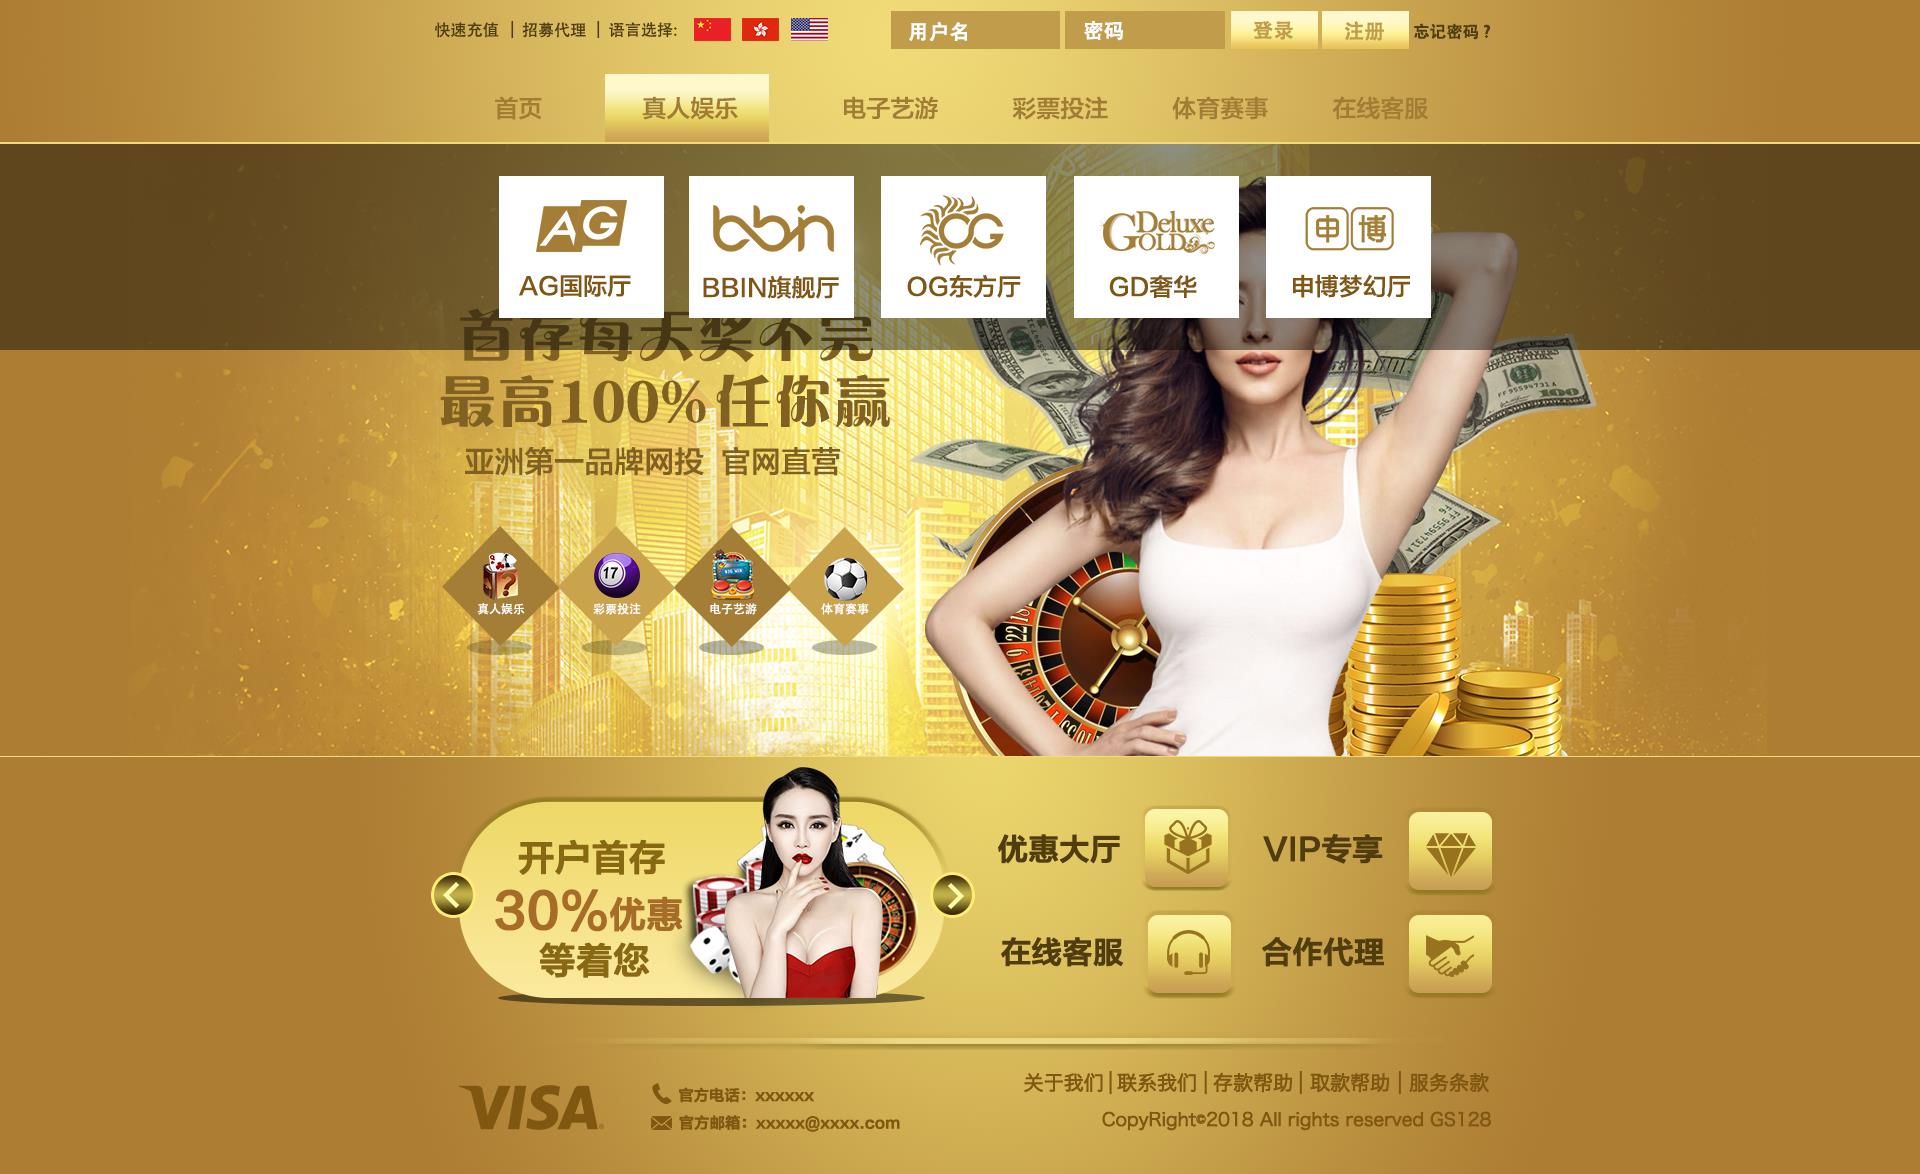 快速充值 | 招募代理 | 语言选择:
用户名
密码
登录
注册
忘记密码？
首页
真人娱乐
电子艺游
彩票投注
体育赛事
在线客服
AG
bbin
OG
Deluxe
GOLD
申博
AG国际厅
BBIN旗舰厅
OG东方厅
GD奢华
申博梦幻厅
首存每天奖不完
最高100%任你赢
亚洲第一品牌网投 官网直营
真人娱乐
17
彩票投注
BIG WIN
电子艺游
体育赛事
100
FF95594731A
开户首存
30%优惠
等着您
优惠大厅
VIP专享
在线客服
合作代理
VISA
官方电话：xxxxxx
官方邮箱：xxxxx@xxxx.com
关于我们 | 联系我们 | 存款帮助 | 取款帮助 | 服务条款
CopyRight©2018 All rights reserved GS128